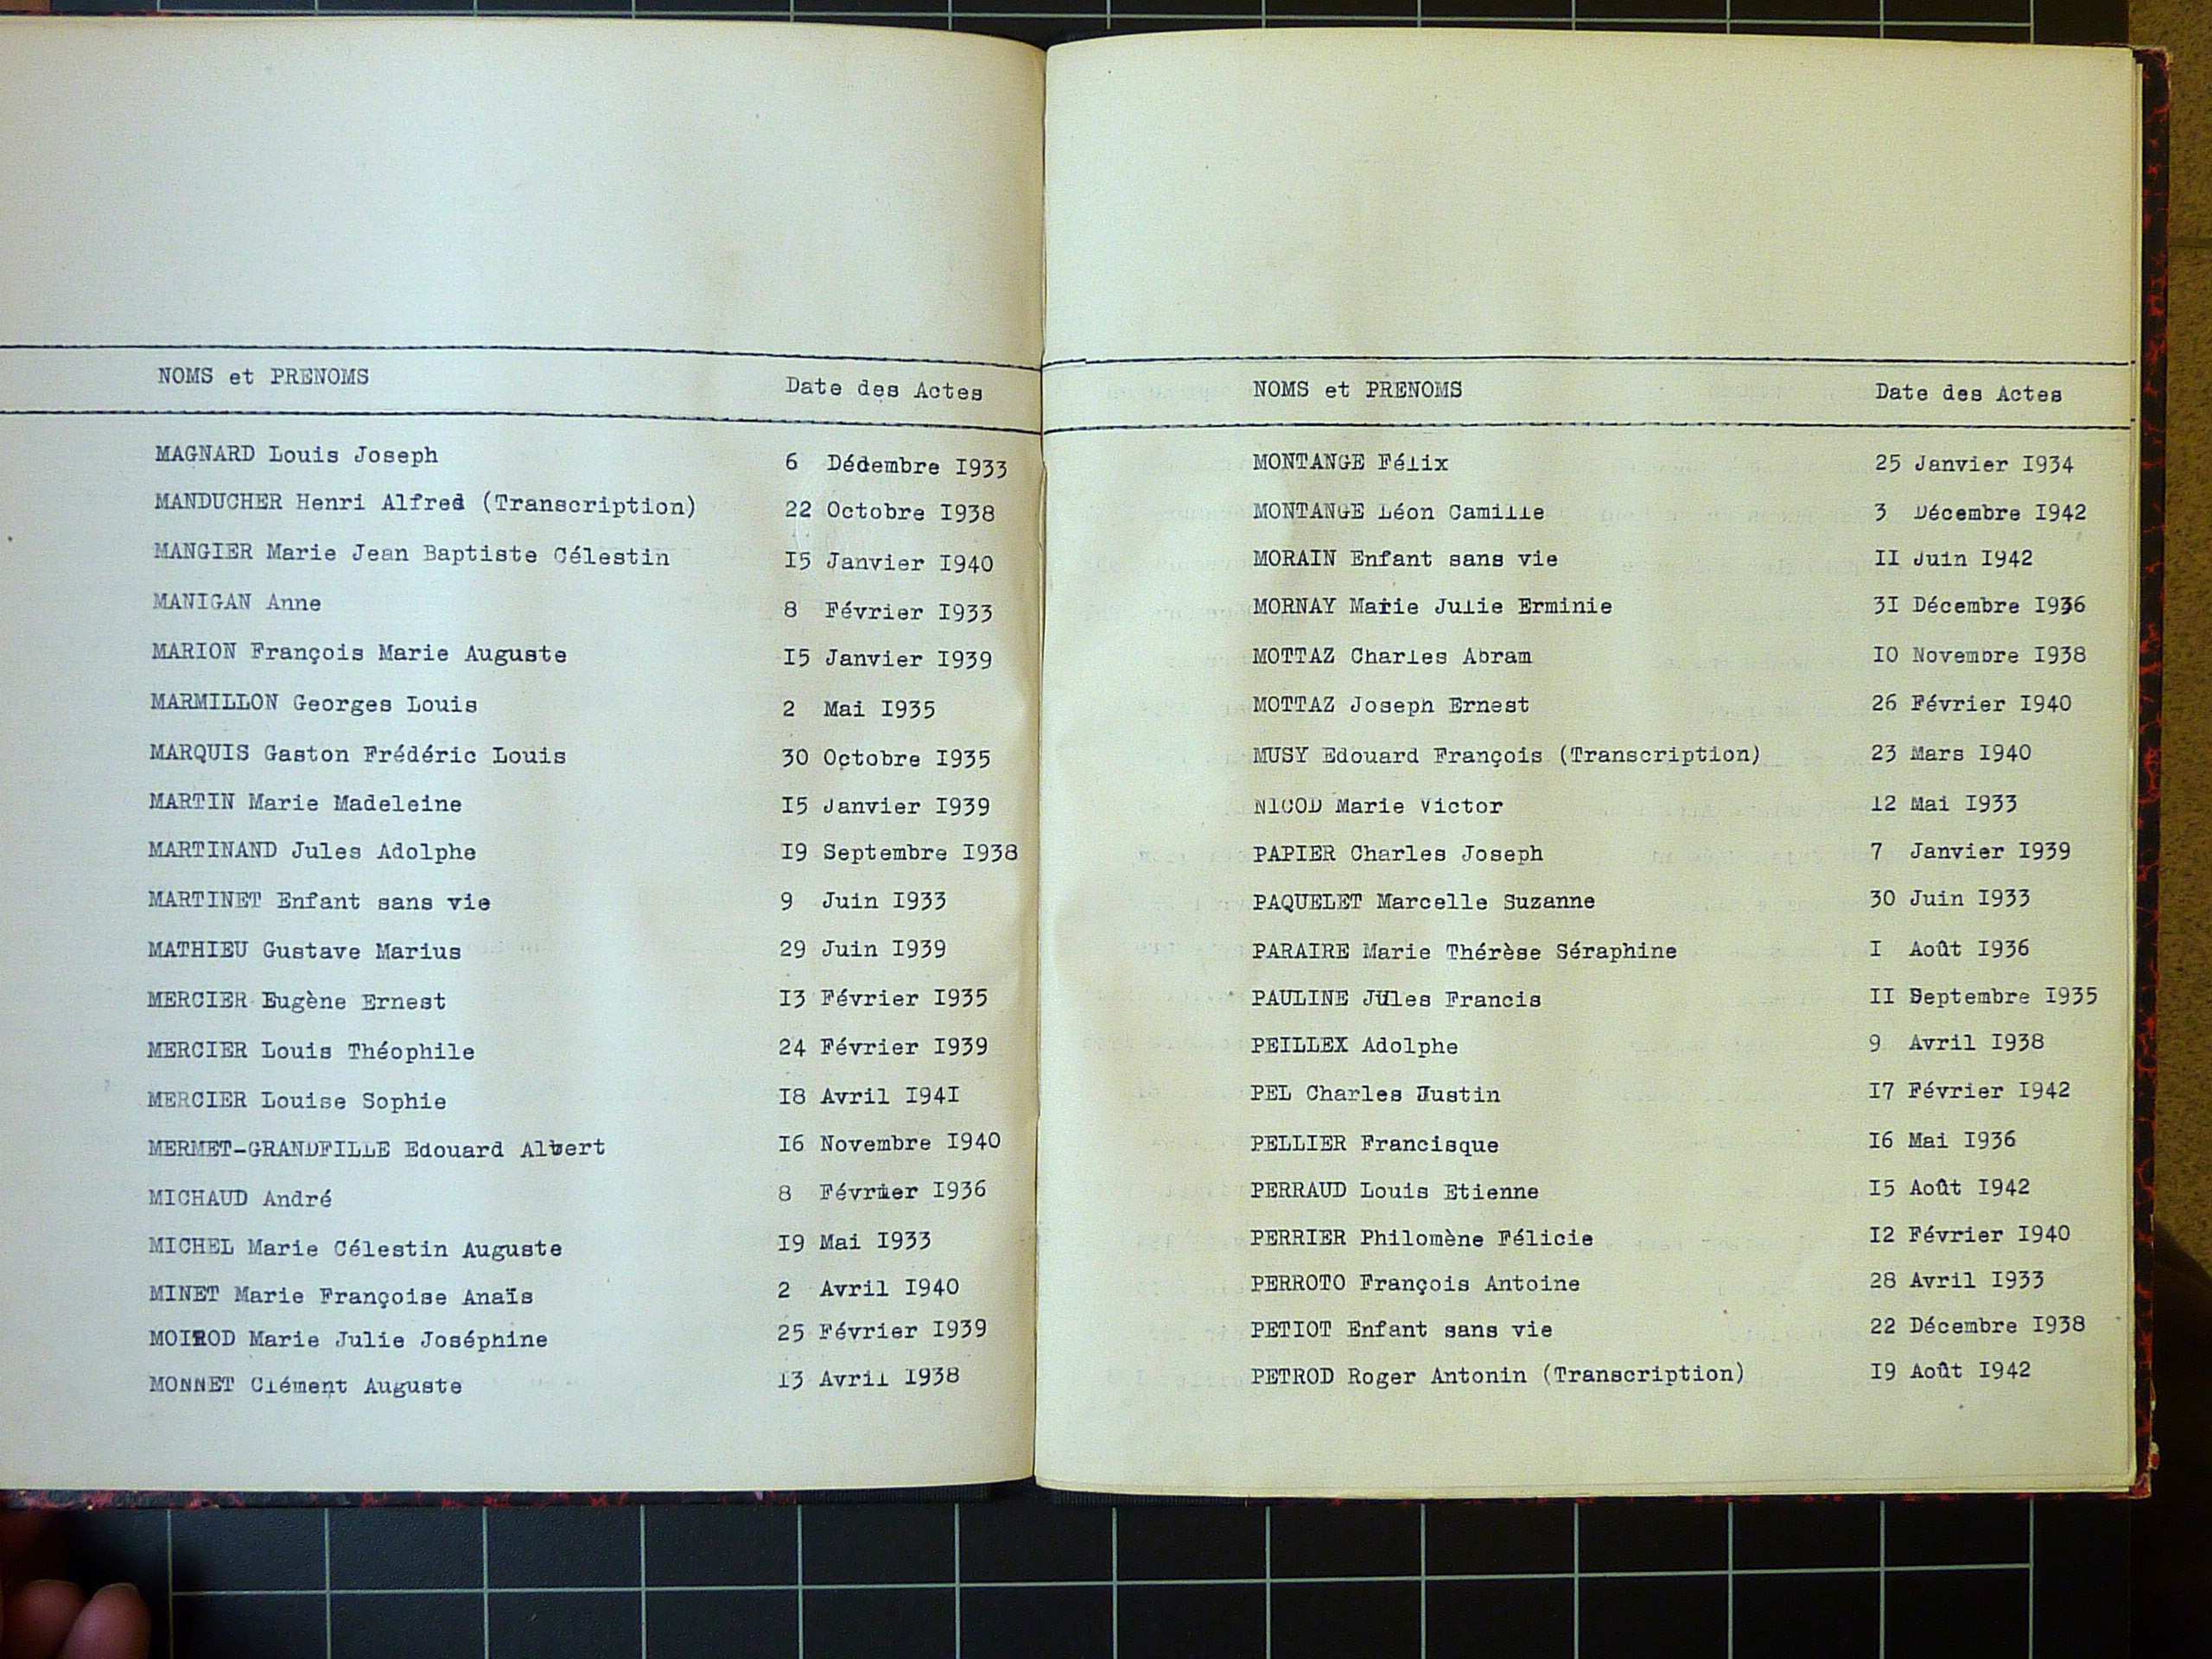 NOMS et PRENOMS Date des Actes
MAGNARD Louis Joseph 6 Décembre I933
MANDUCHER Henri Alfred (Transcription) 22 Octobre I938
MANGIER Marie Jean Baptiste Célestin I5 Janvier I940
MANIGAN Anne 8 Février I933
MARION François Marie Auguste I5 Janvier I939
MARMILLON Georges Louis 2 Mai I935
MARQUIS Gaston Frédéric Louis 30 Octobre I935
MARTIN Marie Madeleine I5 Janvier I939
MARTINAND Jules Adolphe I9 Septembre I938
MARTINET Enfant sans vie 9 Juin I933
MATHIEU Gustave Marius 29 Juin I939
MERCIER Eugène Ernest I3 Février I935
MERCIER Louis Théophile 24 Février I939
MERCIER Louise Sophie I8 Avril I94I
MERMET-GRANDFILLE Edouard Albert I6 Novembre I940
MICHAUD André 8 Février I936
MICHEL Marie Célestin Auguste I9 Mai I933
MINET Marie Françoise Anaïs 2 Avril I940
MOIROD Marie Julie Joséphine 25 Février I939
MONNET Clément Auguste I3 Avril I938
NOMS et PRENOMS Date des Actes
MONTANGE Félix 25 Janvier I934
MONTANGE Léon Camille 3 Décembre I942
MORAIN Enfant sans vie II Juin I942
MORNAY Marie Julie Erminie 3I Décembre I936
MOTTAZ Charles Abram I0 Novembre I938
MOTTAZ Joseph Ernest 26 Février I940
MUSY Edouard François (Transcription) 23 Mars I940
NICOD Marie Victor I2 Mai I933
PAPIER Charles Joseph 7 Janvier I939
PAQUELET Marcelle Suzanne 30 Juin I933
PARAIRE Marie Thérèse Séraphine I Août I936
PAULINE Jules Francis II Septembre I935
PEILLEX Adolphe 9 Avril I938
PEL Charles Justin I7 Février I942
PELLIER Francisque I6 Mai I936
PERRAUD Louis Etienne I5 Août I942
PERRIER Philomène Félicie I2 Février I940
PERROTO François Antoine 28 Avril I933
PETIOT Enfant sans vie 22 Décembre I938
PETROD Roger Antonin (Transcription) I9 Août I942